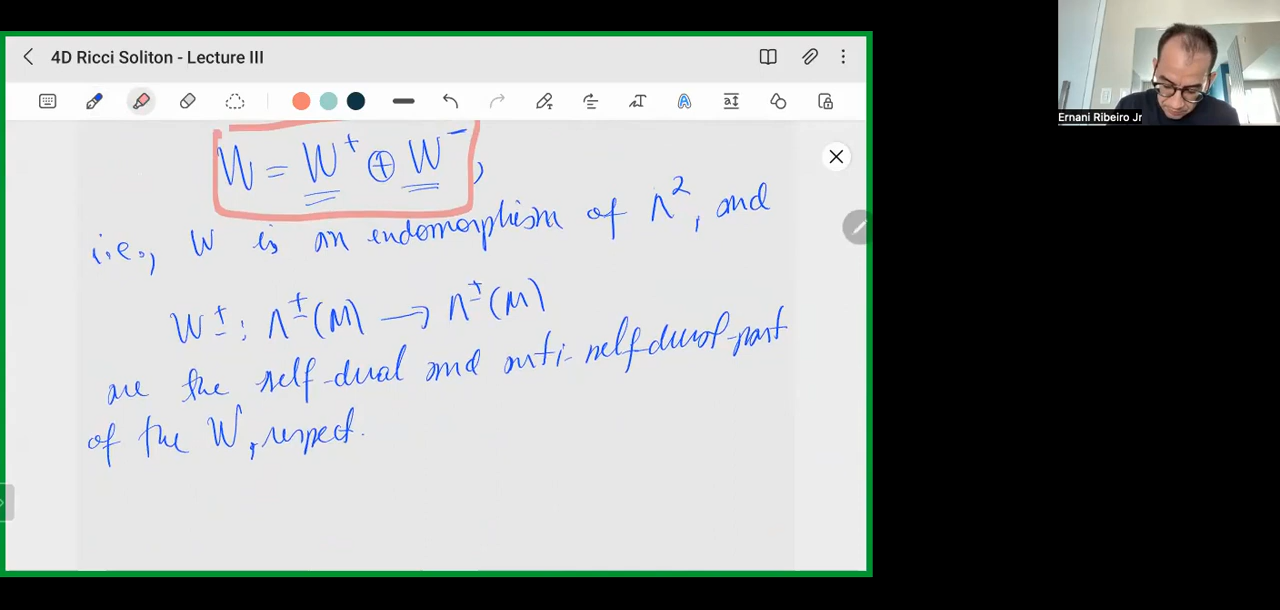 4D Ricci Soliton - Lecture III
Ernani Ribeiro Jr
W = W⁺ ⊕ W⁻,
i.e., W is an endomorphism of Λ², and
W± : Λ±(M) → Λ±(M)
are the self-dual and anti-self-dual-part
of the W, respect.